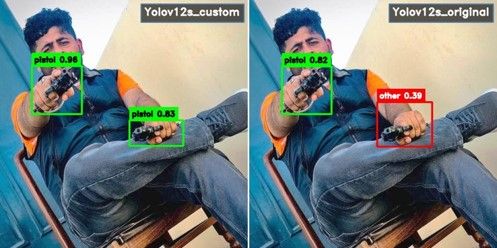 Yolov12s_custom
pistol 0.96
pistol 0.83
Yolov12s_original
pistol 0.82
other 0.39